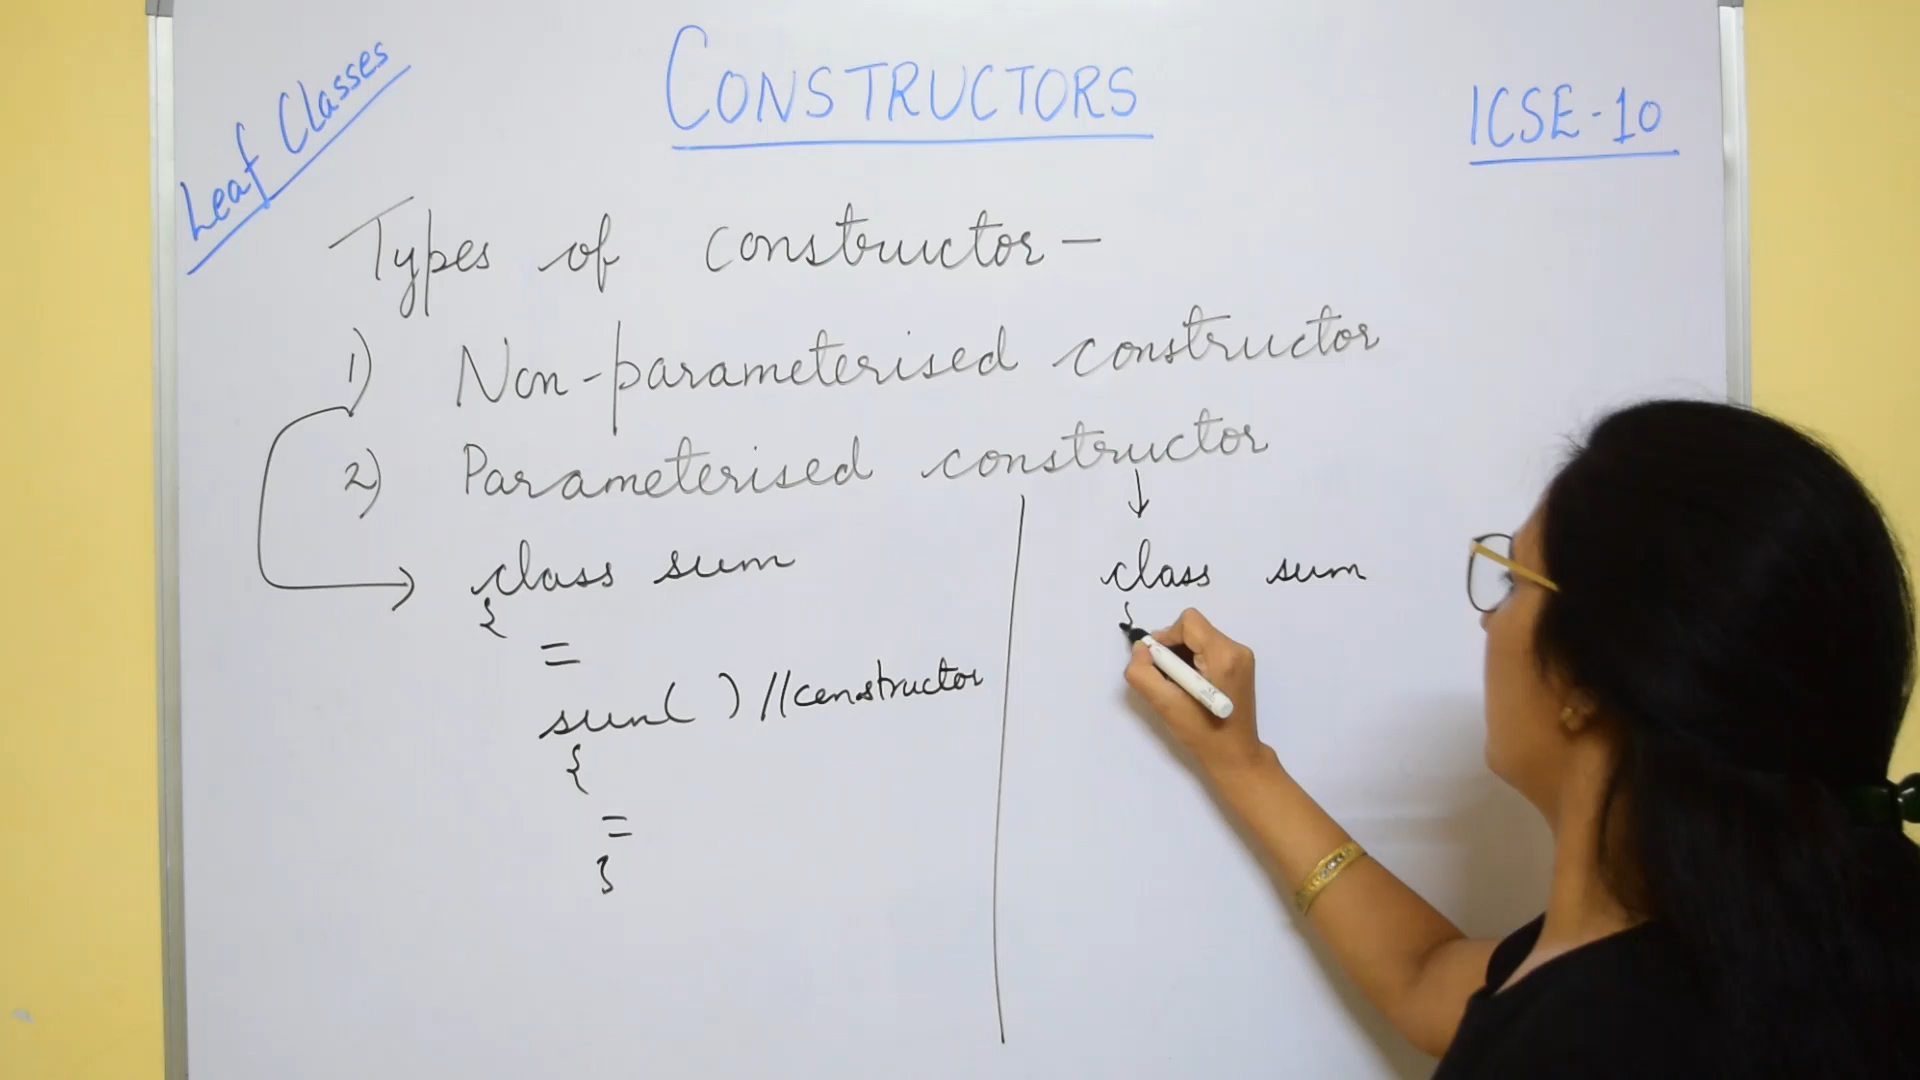 Leaf Classes
CONSTRUCTORS
ICSE-10
Types of constructor —
1) Non-parameterised constructor
2) Parameterised constructor
class sum
{
=
sum( ) //constructor
{
=
}
class sum
{